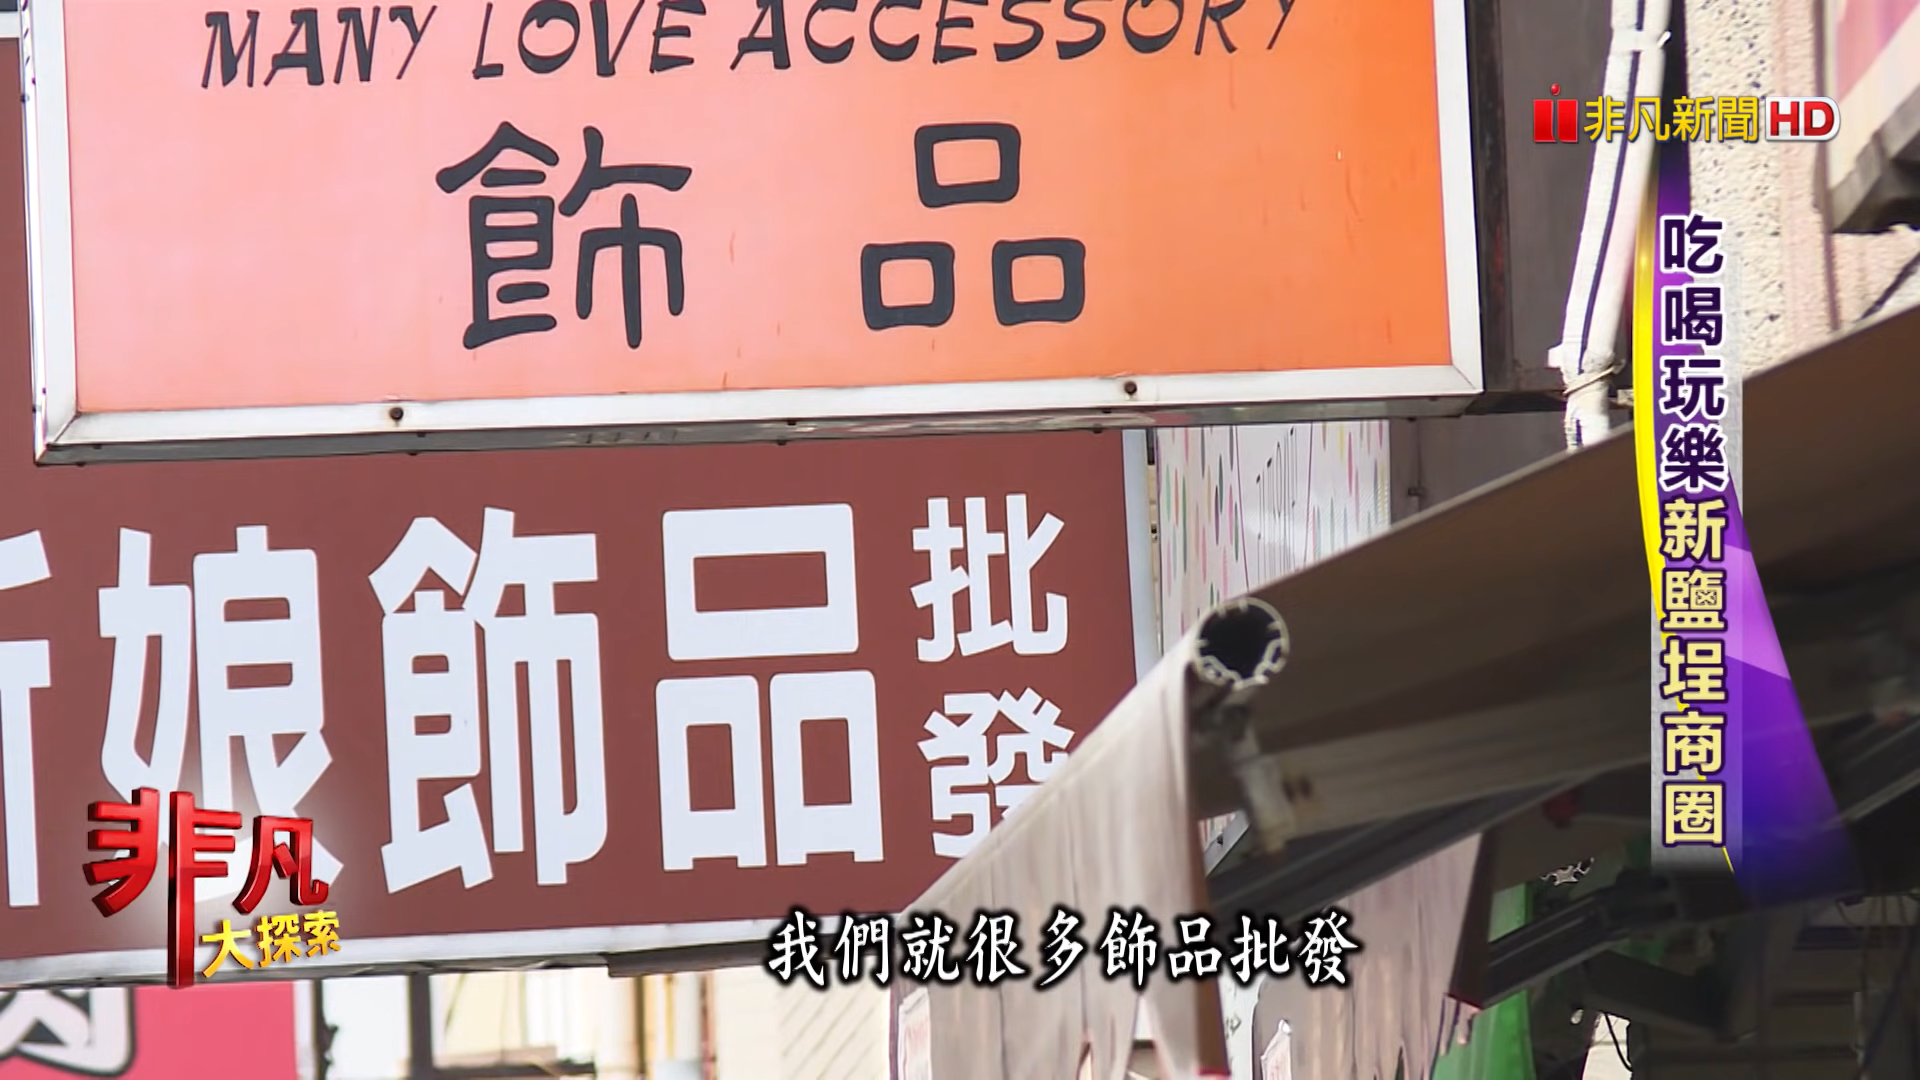 MANY LOVE ACCESSORY
飾品
非凡新聞HD
吃喝玩樂新鹽埕商圈
新娘飾品批發
非凡大探索
我們就很多飾品批發